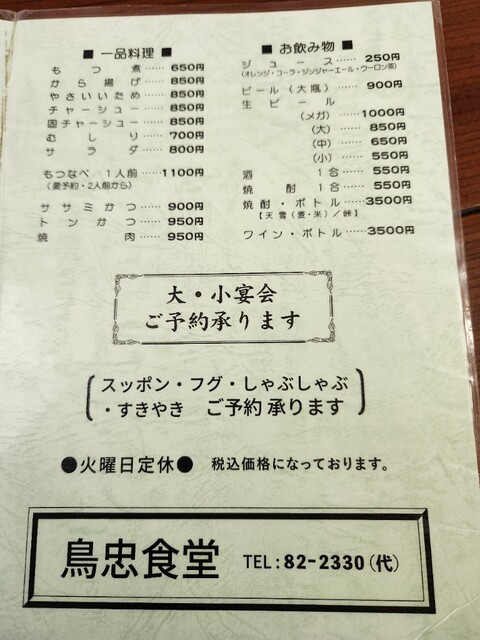 ■ 一品料理 ■
もつ煮……650円
から揚げ……850円
やさいいため……850円
チャーシュー……850円
固チャーシュー……850円
むしり……700円
サラダ……800円
もつなべ 1人前……1100円
(要予約・2人前から)
ササミかつ……900円
トンかつ……950円
焼肉……950円
■ お飲み物 ■
ジュース……250円
(オレンジ・コーラ・ジンジャーエール・ウーロン茶)
ビール(大瓶)……900円
生ビール
(メガ)……1000円
(大)……850円
(中)……650円
(小)……550円
酒 1合……550円
焼酎 1合……550円
焼酎・ボトル……3500円
【天雪(麦・米)/峠】
ワイン・ボトル……3500円
大・小宴会
ご予約承ります
スッポン・フグ・しゃぶしゃぶ
・すきやき ご予約承ります
●火曜日定休● 税込価格になっております。
鳥忠食堂 TEL:82-2330(代)